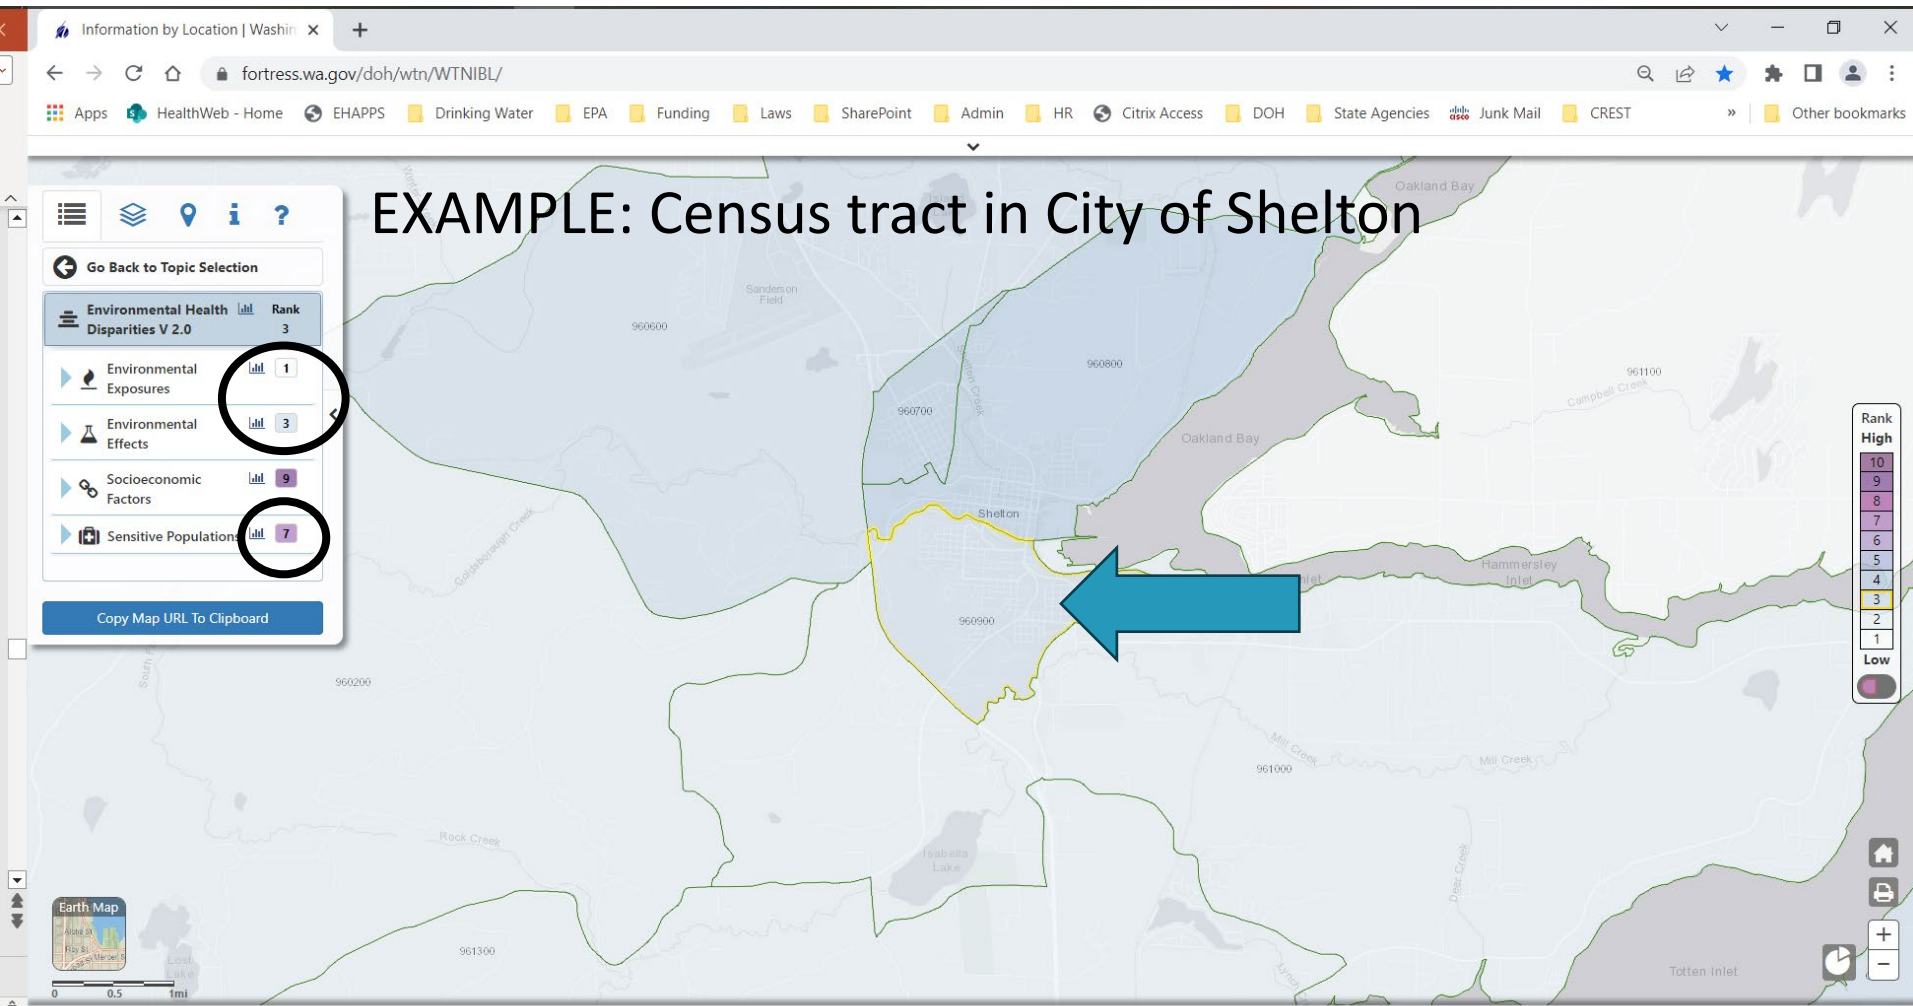 Information by Location | Washin
fortress.wa.gov/doh/wtn/WTNIBL/
Apps HealthWeb - Home EHAPPS Drinking Water EPA Funding Laws SharePoint Admin HR Citrix Access DOH State Agencies Junk Mail CREST » Other bookmarks
EXAMPLE: Census tract in City of Shelton
Go Back to Topic Selection
Environmental Health Rank
Disparities V 2.0 3
Environmental 1
Exposures
Environmental 3
Effects
Socioeconomic 9
Factors
Sensitive Populations 7
Copy Map URL To Clipboard
Oakland Bay
Sanderson
Field
960600
960800
961100
Campbell Creek
960700
Shelton Creek
Oakland Bay
Goldsborough Creek
Shelton
Hammersley
Inlet
960900
960200
Mill Creek
961000
Mill Creek
Rock Creek
Isabella
Lake
Deer Creek
961300
Lost
Lake
Totten Inlet
Rank
High
10
9
8
7
6
5
4
3
2
1
Low
Earth Map
0 0.5 1mi
+
−